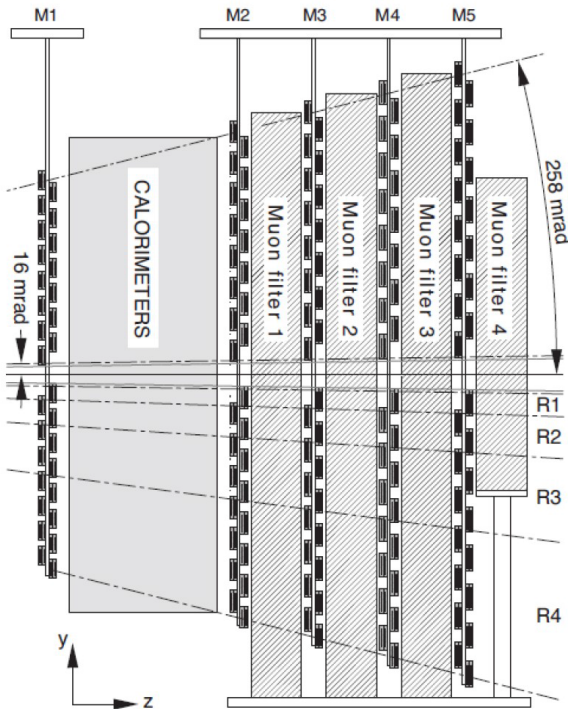 M1
M2
M3
M4
M5
CALORIMETERS
Muon filter 1
Muon filter 2
Muon filter 3
Muon filter 4
258 mrad
16 mrad
R1
R2
R3
R4
y
z